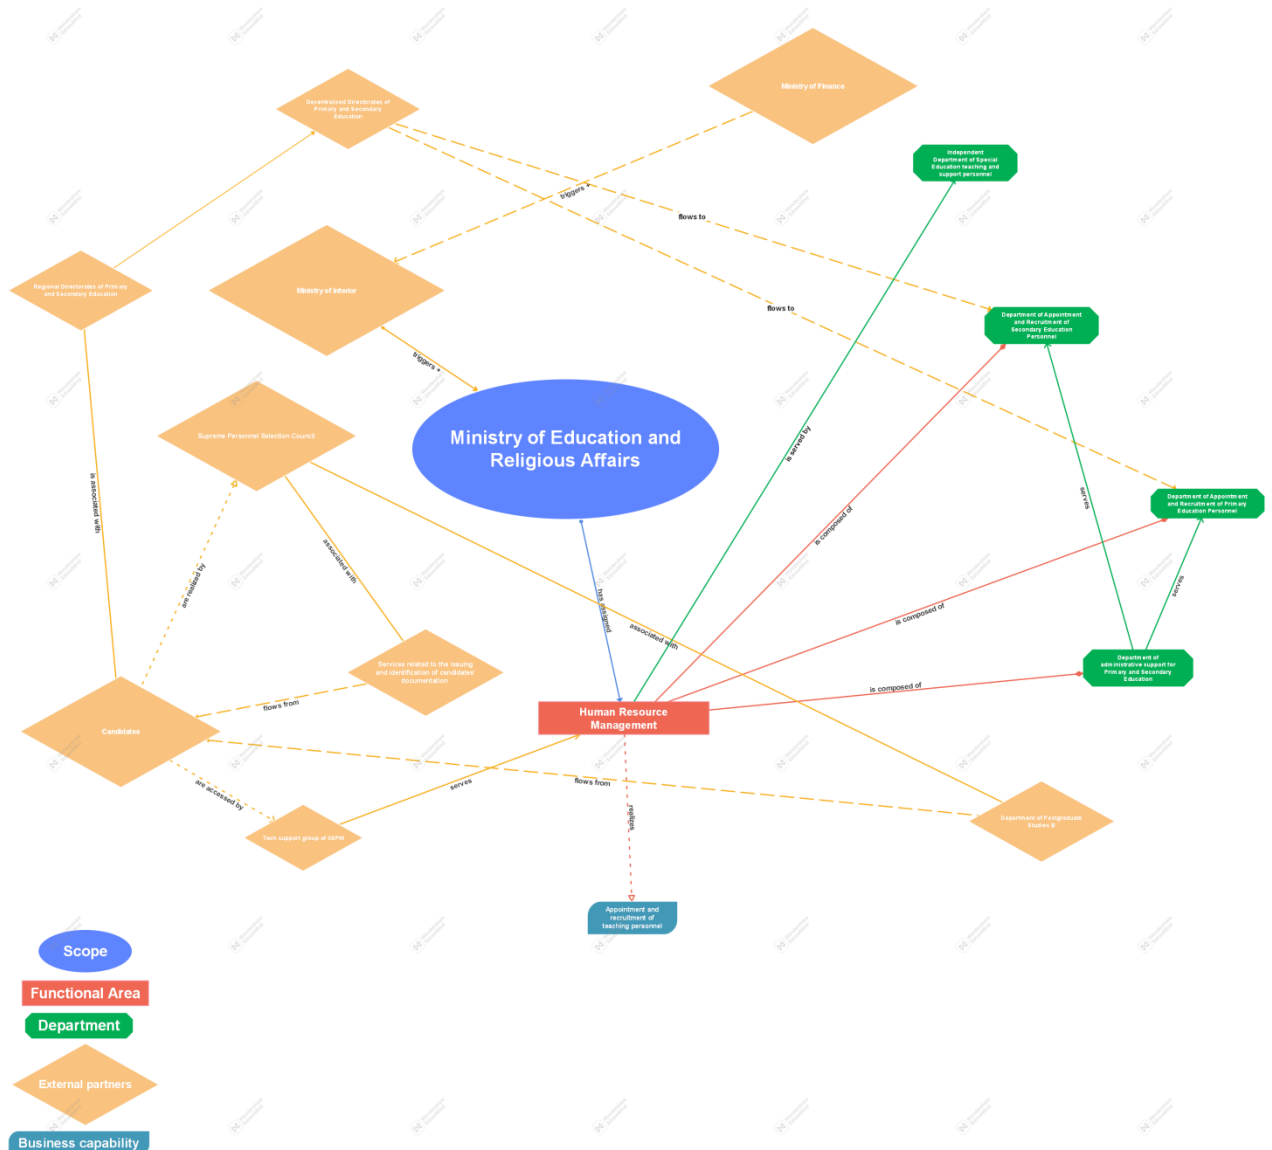 Ministry of Finance
Decentralised Directorates of
Primary and Secondary
Education
Independent
Department of Special
Education teaching and
support personnel
triggers +
flows to
Regional Directorates of Primary
and Secondary Education
Ministry of Interior
flows to
Department of Appointment
and Recruitment of
Secondary Education
Personnel
triggers +
Supreme Personnel Selection Council
Ministry of Education and
Religious Affairs
is served by
is associated with
serves
Department of Appointment
and Recruitment of Primary
Education Personnel
is composed of
associated with
are realized by
serves
has assigned
is composed of
associated with
Services related to the issuing
and identification of candidates'
documentation
Department of
administrative support for
Primary and Secondary
Education
is composed of
flows from
Human Resource
Management
Candidates
are accessed by
serves
flows from
realizes
Tech support group of
Department of Postgraduate
Studies
Appointment and
recruitment of
teaching personnel
Scope
Functional Area
Department
External partners
Business capability